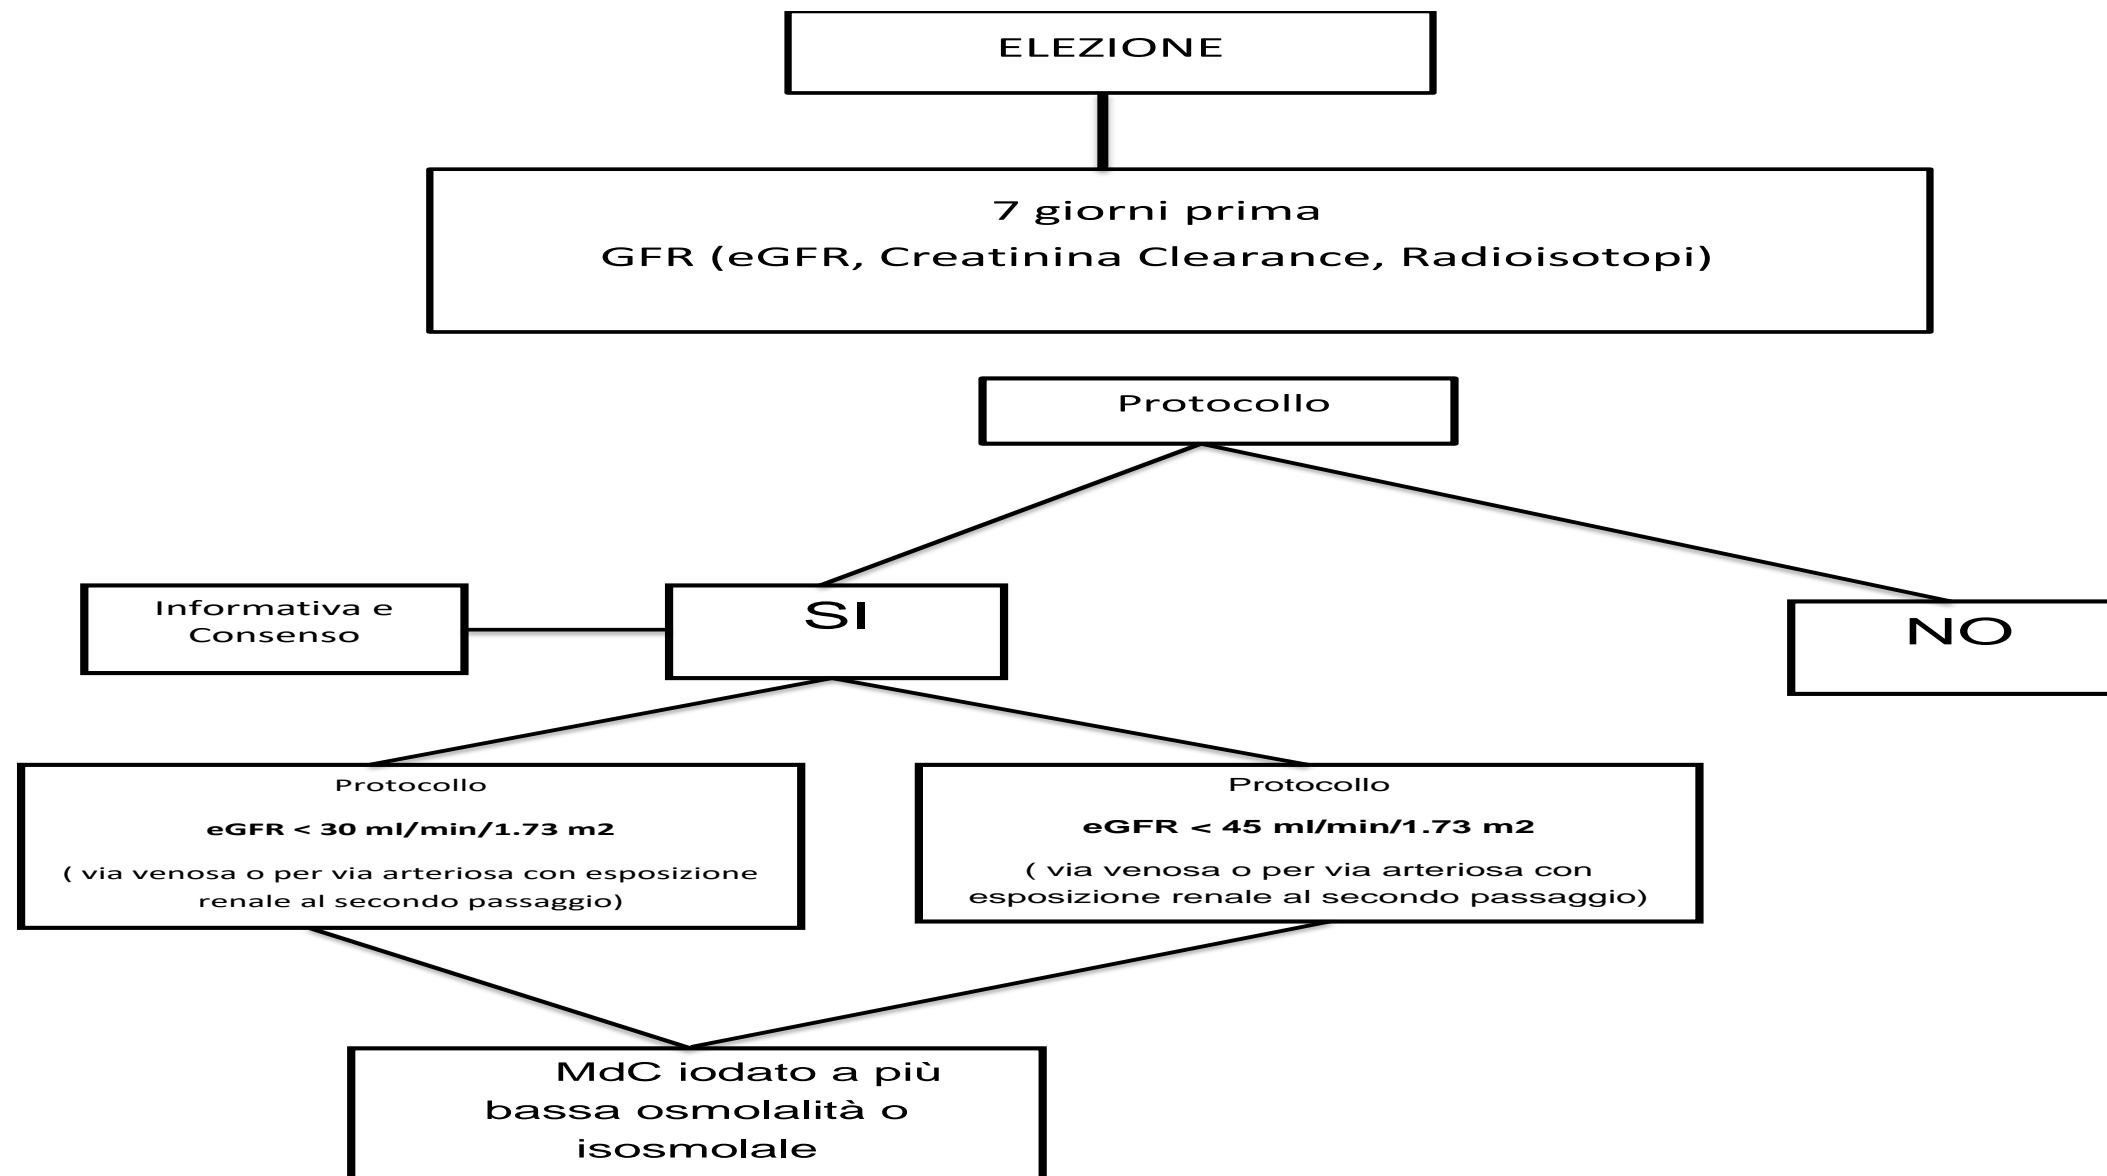 ELEZIONE
7 giorni prima
GFR (eGFR, Creatinina Clearance, Radioisotopi)
Protocollo
Informativa e
Consenso
SI
NO
Protocollo
eGFR < 30 ml/min/1.73 m2
( via venosa o per via arteriosa con esposizione
renale al secondo passaggio)
Protocollo
eGFR < 45 ml/min/1.73 m2
( via venosa o per via arteriosa con
esposizione renale al secondo passaggio)
MdC iodato a più
bassa osmolalità o
isosmolale